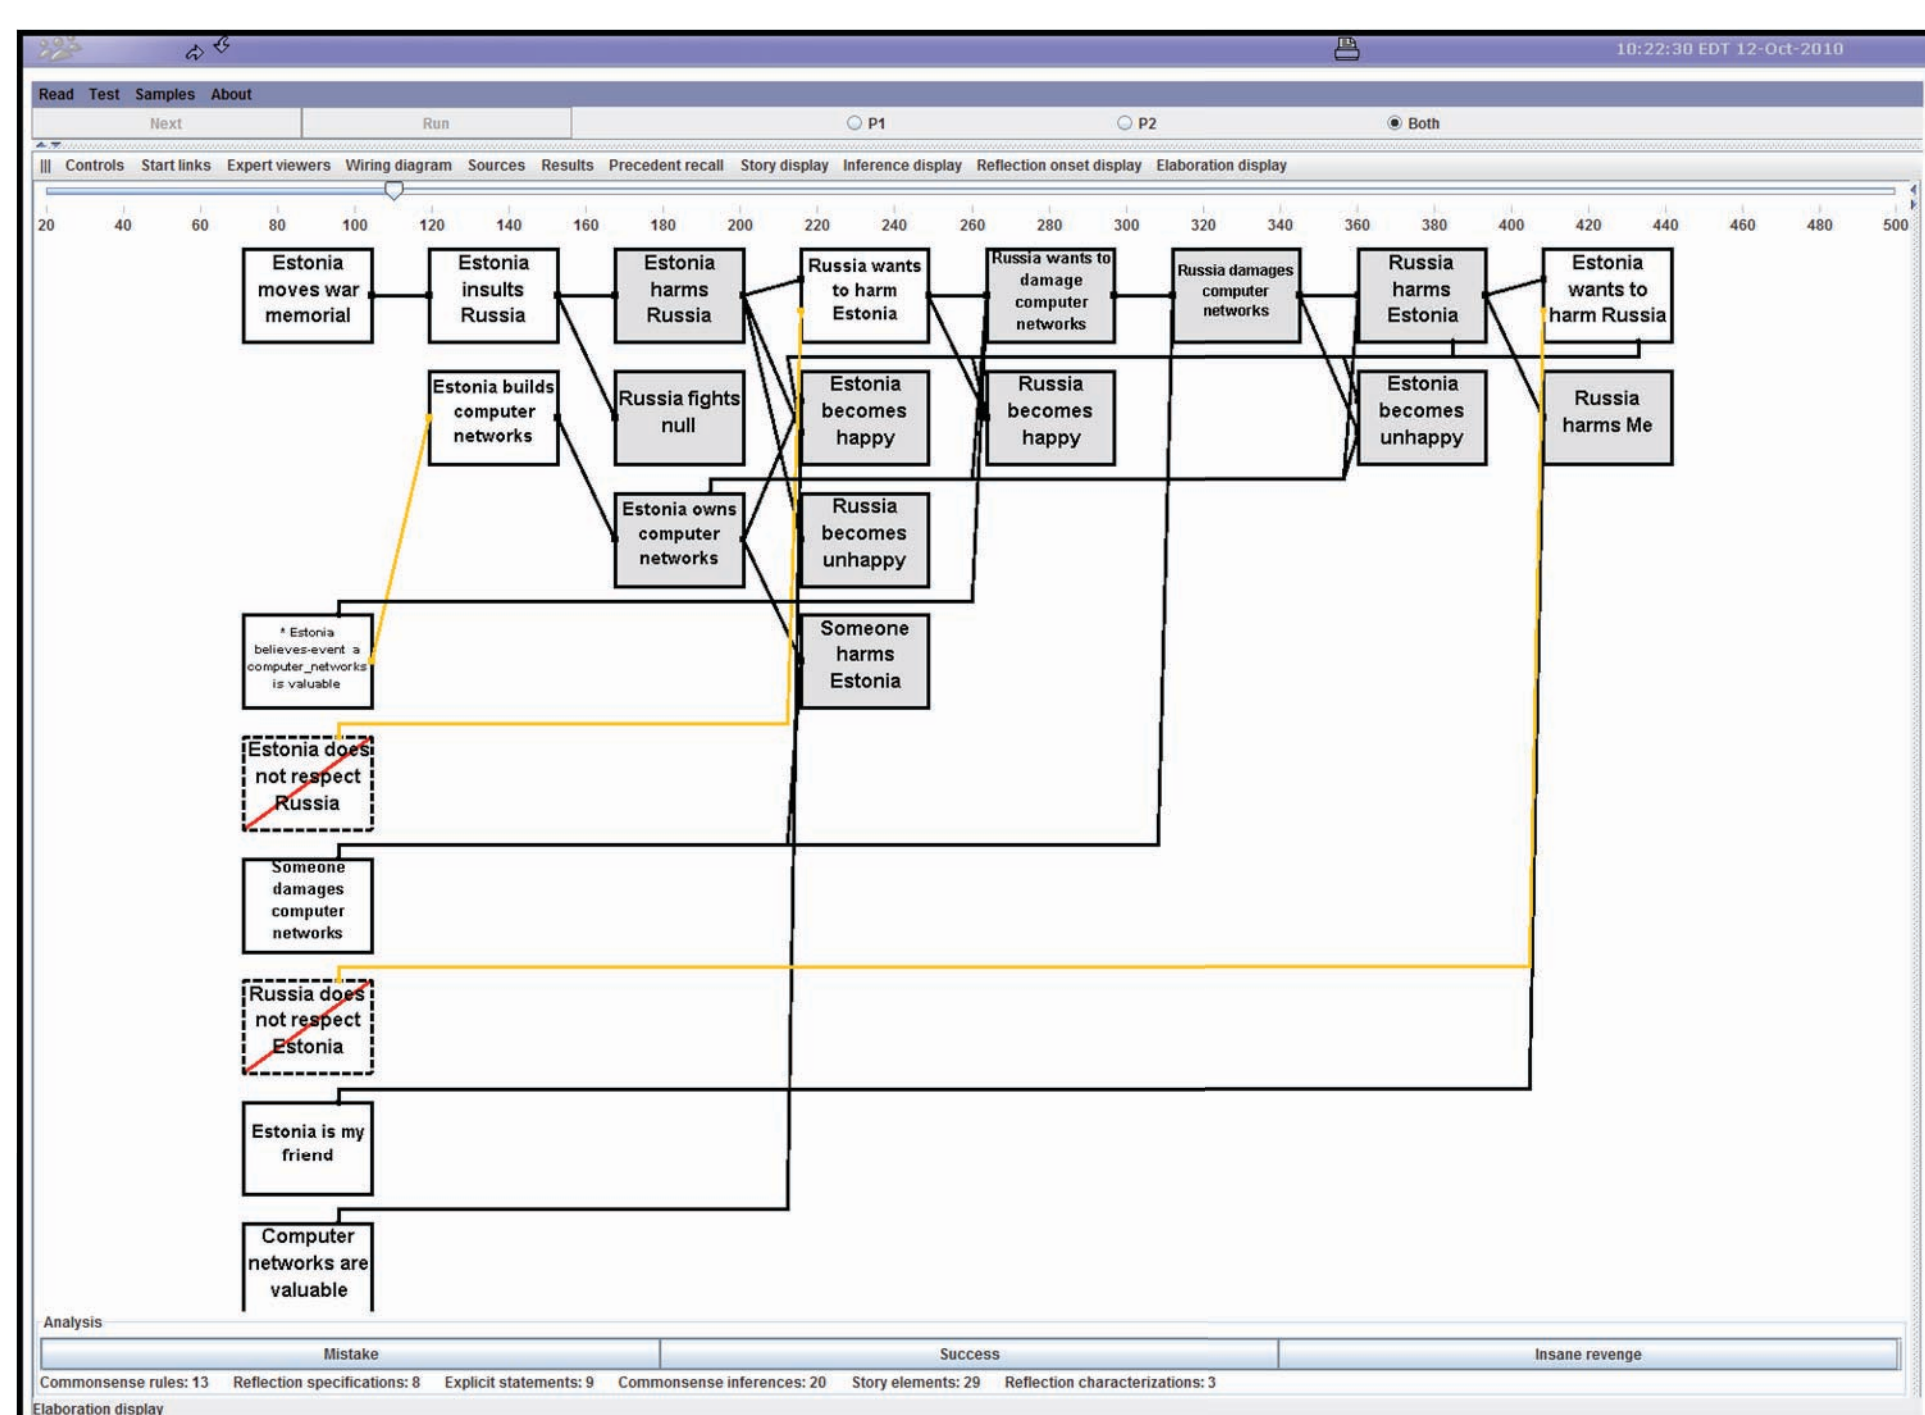 10:22:30 EDT 12-Oct-2010
Read Test Samples About
Next Run P1 P2 Both
||| Controls Start links Expert viewers Wiring diagram Sources Results Precedent recall Story display Inference display Reflection onset display Elaboration display
20 40 60 80 100 120 140 160 180 200 220 240 260 280 300 320 340 360 380 400 420 440 460 480 500
Estonia
moves war
memorial
Estonia
insults
Russia
Estonia
harms
Russia
Russia wants
to harm
Estonia
Russia wants to
damage
computer
networks
Russia damages
computer
networks
Russia
harms
Estonia
Estonia
wants to
harm Russia
Estonia builds
computer
networks
Russia fights
null
Estonia
becomes
happy
Russia
becomes
happy
Estonia
becomes
unhappy
Russia
harms Me
Estonia owns
computer
networks
Russia
becomes
unhappy
* Estonia
believes-event a
computer_networks
is valuable
Someone
harms
Estonia
Estonia does
not respect
Russia
Someone
damages
computer
networks
Russia does
not respect
Estonia
Estonia is my
friend
Computer
networks are
valuable
Analysis
Mistake Success Insane revenge
Commonsense rules: 13 Reflection specifications: 8 Explicit statements: 9 Commonsense inferences: 20 Story elements: 29 Reflection characterizations: 3
Elaboration display